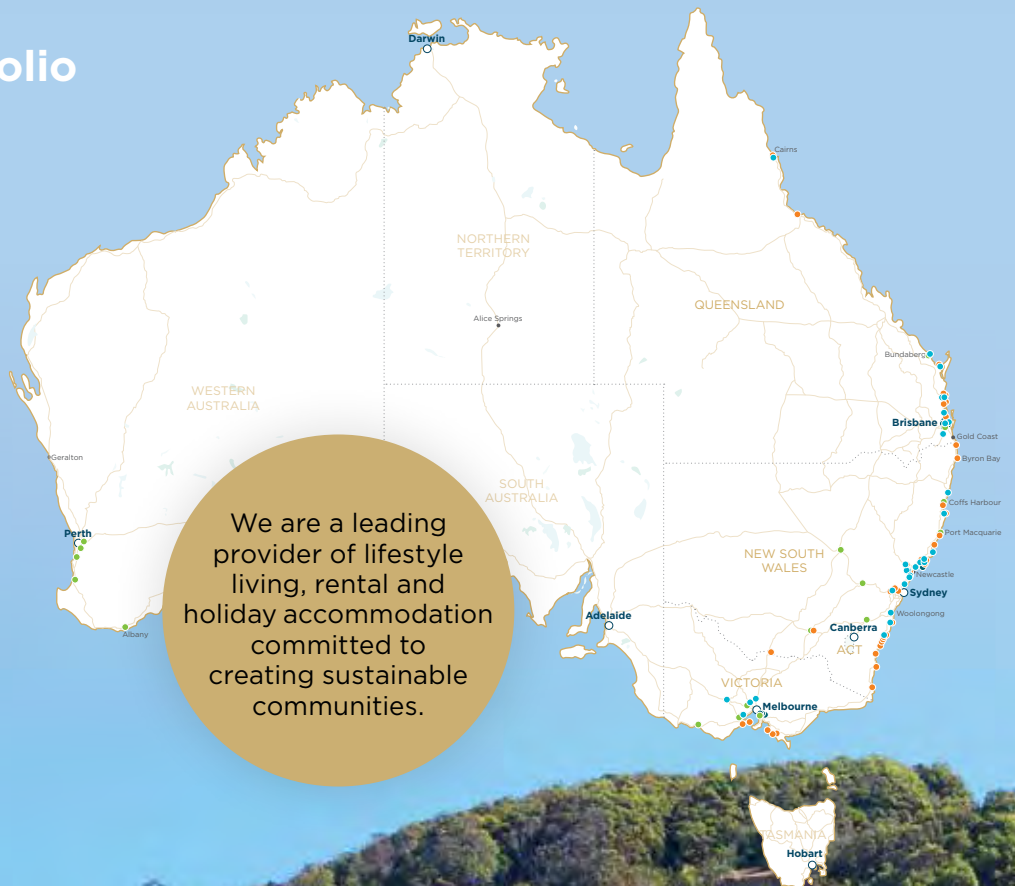 olio
Darwin
Cairns
NORTHERN
TERRITORY
QUEENSLAND
Alice Springs
Bundaberg
WESTERN
AUSTRALIA
Brisbane
Gold Coast
Byron Bay
Geralton
SOUTH
AUSTRALIA
Coffs Harbour
Perth
Port Macquarie
NEW SOUTH
WALES
Newcastle
Sydney
Adelaide
Woolongong
Canberra
ACT
Albany
VICTORIA
Melbourne
We are a leading
provider of lifestyle
living, rental and
holiday accommodation
committed to
creating sustainable
communities.
TASMANIA
Hobart